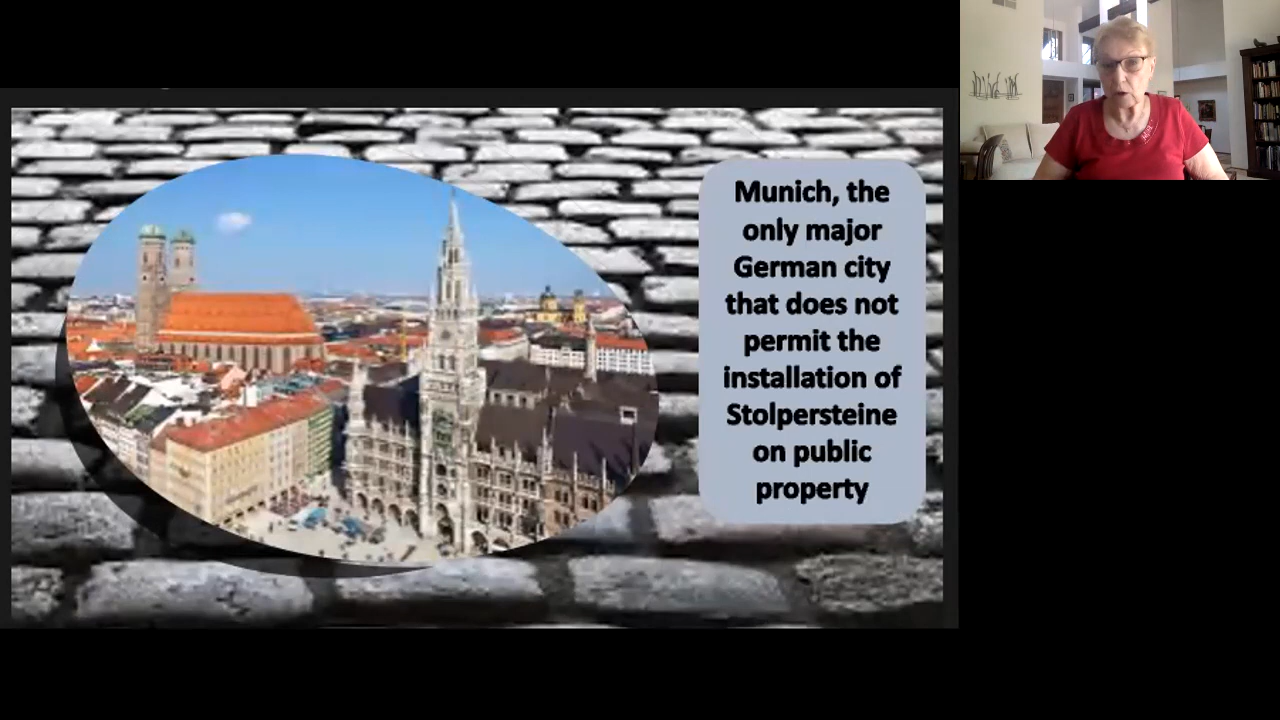 Munich, the
only major
German city
that does not
permit the
installation of
Stolpersteine
on public
property